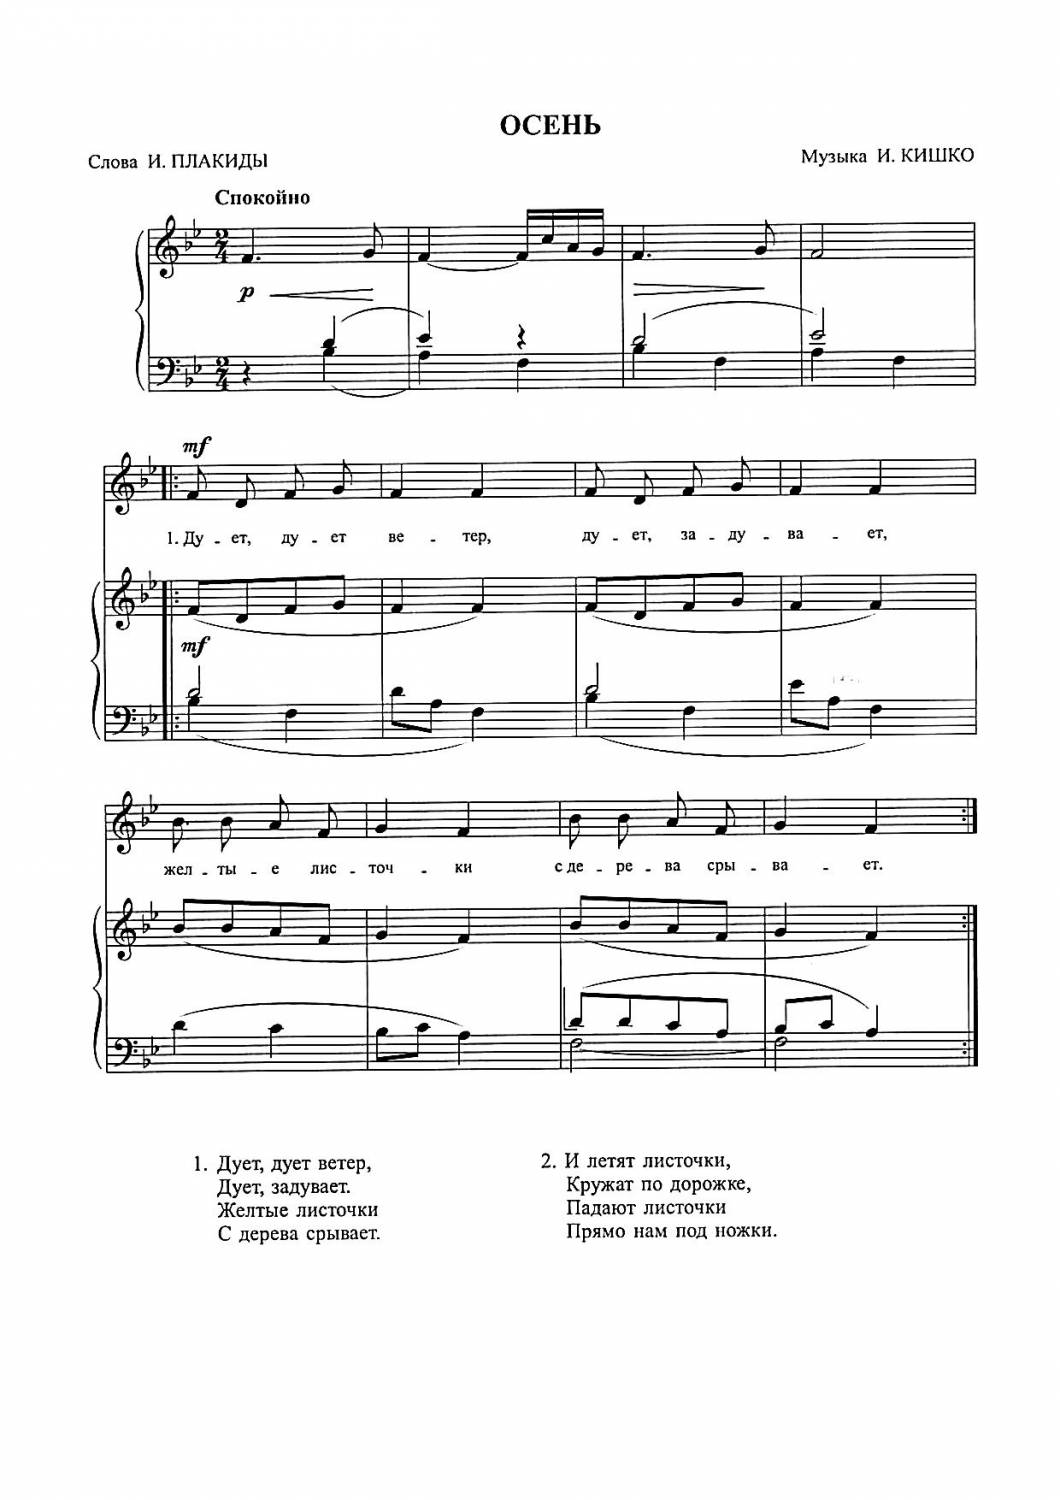 ОСЕНЬ
Слова И. ПЛАКИДЫ
Музыка И. КИШКО
Спокойно
p
mf
1. Ду - ет, ду - ет ве - тер, ду - ет, за - ду - ва - ет,
mf
жел - ты - е лис - точ - ки с де - ре - ва сры - ва - ет.
1. Дует, дует ветер,
Дует, задувает.
Желтые листочки
С дерева срывает.
2. И летят листочки,
Кружат по дорожке,
Падают листочки
Прямо нам под ножки.